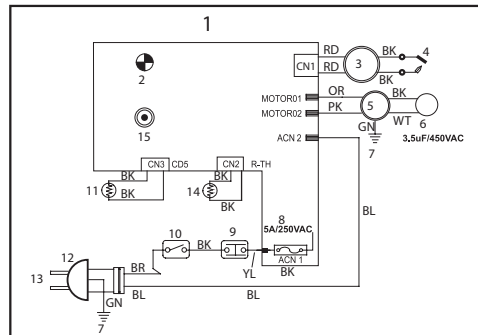 1
RD
BK
4
CN1
3
RD
BK
2
MOTOR01
OR
BK
MOTOR02
PK
5
6
GN
WT
15
7
3.5uF/450VAC
ACN 2
CN3
CD5
CN2
R-TH
BK
BK
11
BK
14
BK
BL
8
5A/250VAC
10
9
BK
12
BR
YL
ACN 1
BK
13
GN
BL
BL
7